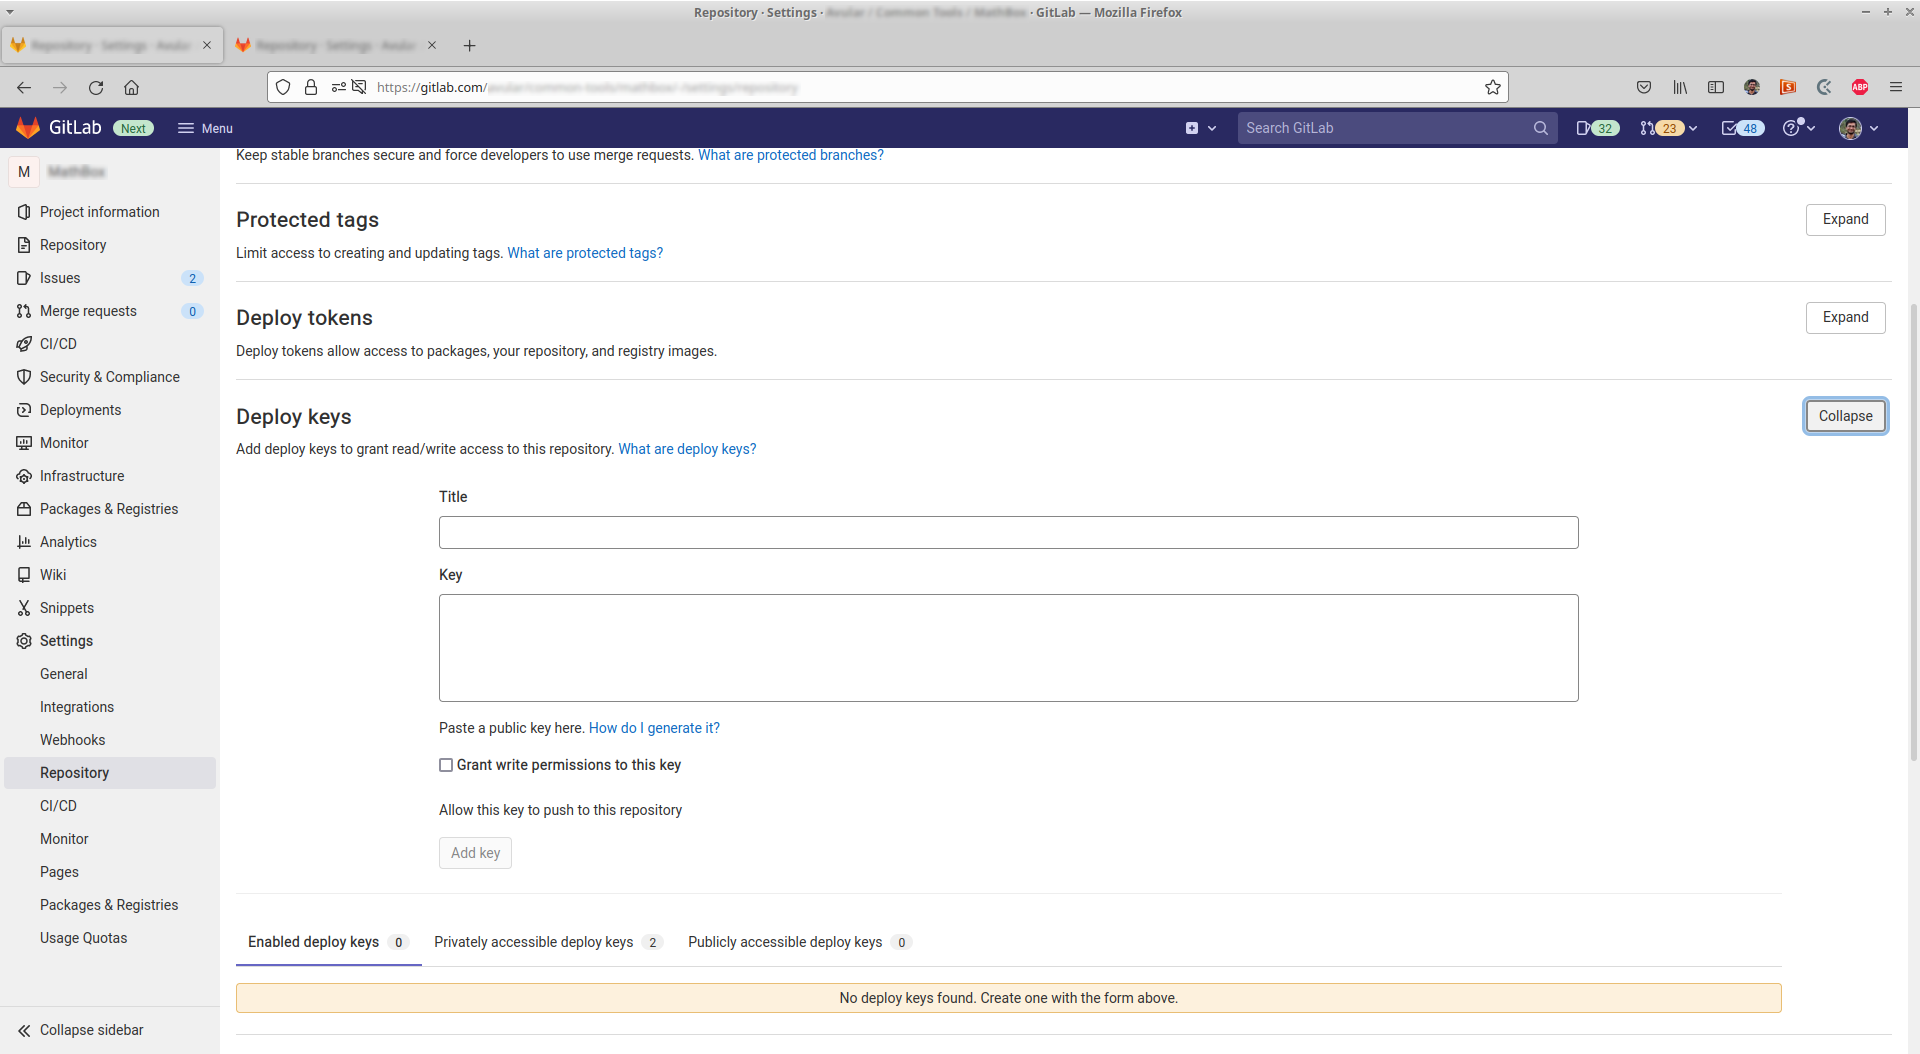 Repository · Settings · · GitLab — Mozilla Firefox
https://gitlab.com/
GitLab Next Menu Search GitLab 32 23 48
M
Project information
Repository
Issues 2
Merge requests 0
CI/CD
Security & Compliance
Deployments
Monitor
Infrastructure
Packages & Registries
Analytics
Wiki
Snippets
Settings
General
Integrations
Webhooks
Repository
CI/CD
Monitor
Pages
Packages & Registries
Usage Quotas
Collapse sidebar
Keep stable branches secure and force developers to use merge requests. What are protected branches?
Protected tags Expand
Limit access to creating and updating tags. What are protected tags?
Deploy tokens Expand
Deploy tokens allow access to packages, your repository, and registry images.
Deploy keys Collapse
Add deploy keys to grant read/write access to this repository. What are deploy keys?
Title
Key
Paste a public key here. How do I generate it?
Grant write permissions to this key
Allow this key to push to this repository
Add key
Enabled deploy keys 0 Privately accessible deploy keys 2 Publicly accessible deploy keys 0
No deploy keys found. Create one with the form above.
ABP